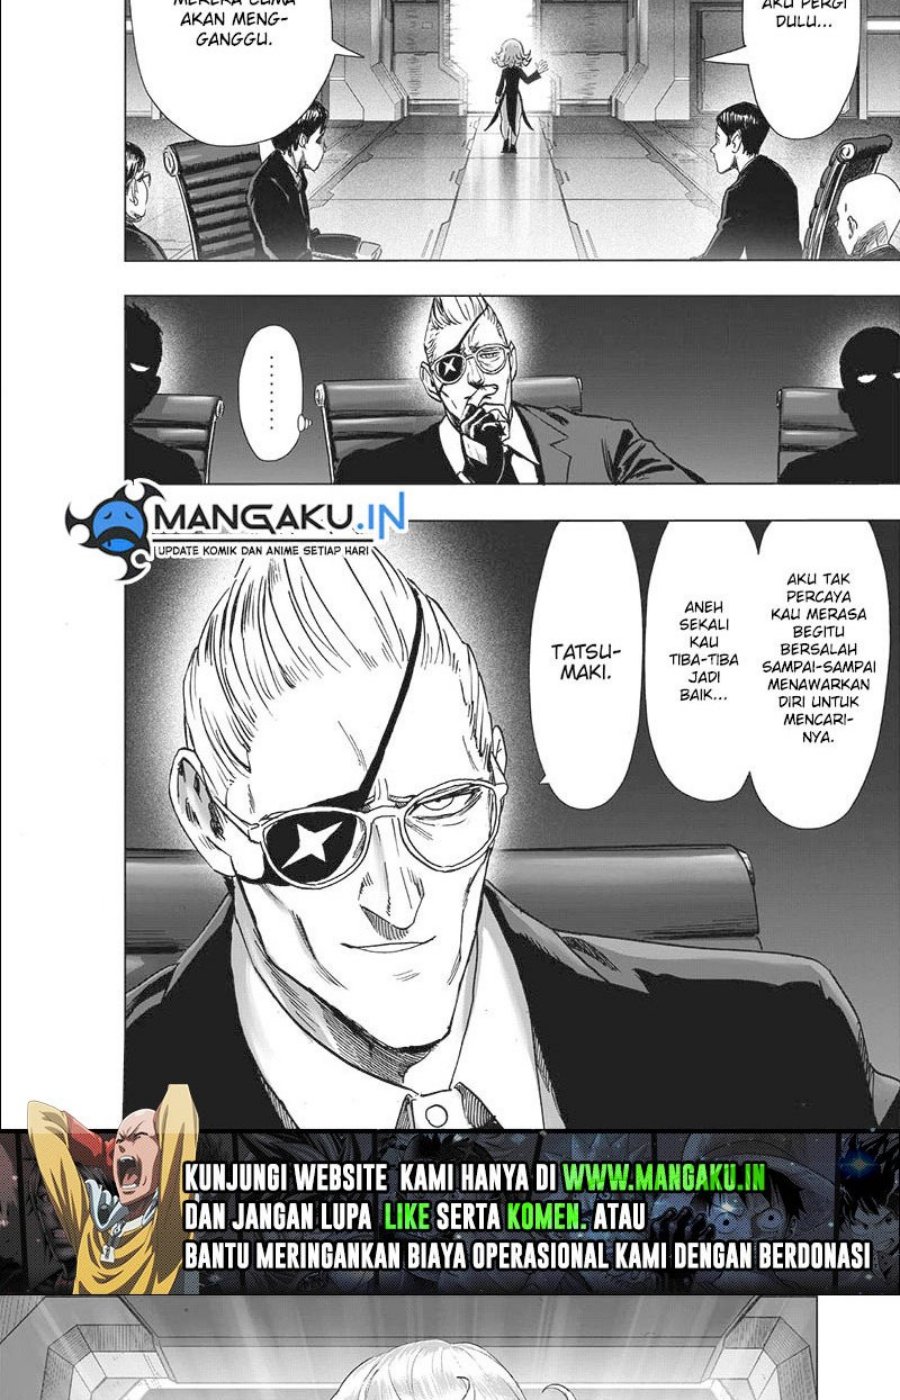 AKU PERGI
DULU...
MEREKA CUMA
AKAN MENG-
GANGGU.
.........
MANGAKU.IN
UPDATE KOMIK DAN ANIME SETIAP HARI
AKU TAK
PERCAYA
KAU MERASA
BEGITU
BERSALAH
SAMPAI-SAMPAI
MENAWARKAN
DIRI UNTUK
MENCARI-
NYA.
ANEH
SEKALI
KAU
TIBA-TIBA
JADI
BAIK...
TATSU-
MAKI.
KUNJUNGI WEBSITE KAMI HANYA DI WWW.MANGAKU.IN
DAN JANGAN LUPA LIKE SERTA KOMEN. ATAU
BANTU MERINGANKAN BIAYA OPERASIONAL KAMI DENGAN BERDONASI